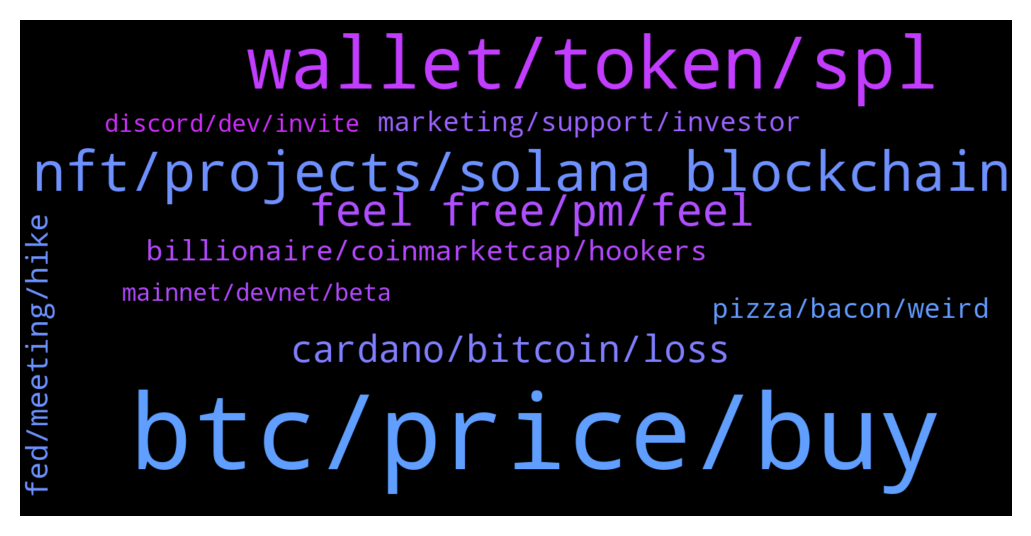 wallet/token/spl
discord/dev/invite
marketing/support/investor
nft/projects/solana blockchain
feel free/pm/feel
billionaire/coinmarketcap/hookers
mainnet/devnet/beta
pizza/bacon/weird
cardano/bitcoin/loss
fed/meeting/hike
btc/price/buy